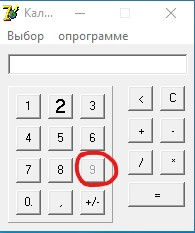 Кал...
Выбор опрограмме
1 2 3 < C
4 5 6 + -
7 8 9 / *
0. , +/- =